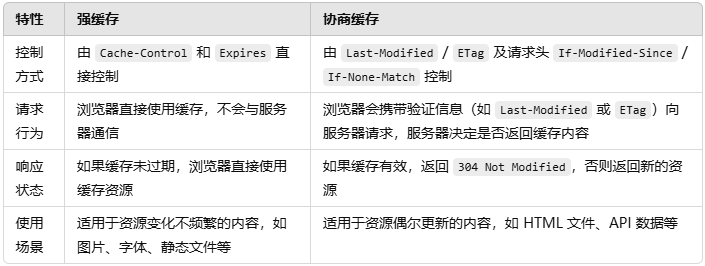 特性 强缓存 协商缓存
控制方式 由 Cache-Control 和 Expires 直接控制 由 Last-Modified / ETag 及请求头 If-Modified-Since / If-None-Match 控制
请求行为 浏览器直接使用缓存，不会与服务器通信 浏览器会携带验证信息（如 Last-Modified 或 ETag）向服务器请求，服务器决定是否返回缓存内容
响应状态 如果缓存未过期，浏览器直接使用缓存资源 如果缓存有效，返回 304 Not Modified，否则返回新的资源
使用场景 适用于资源变化不频繁的内容，如图片、字体、静态文件等 适用于资源偶尔更新的内容，如 HTML 文件、API 数据等